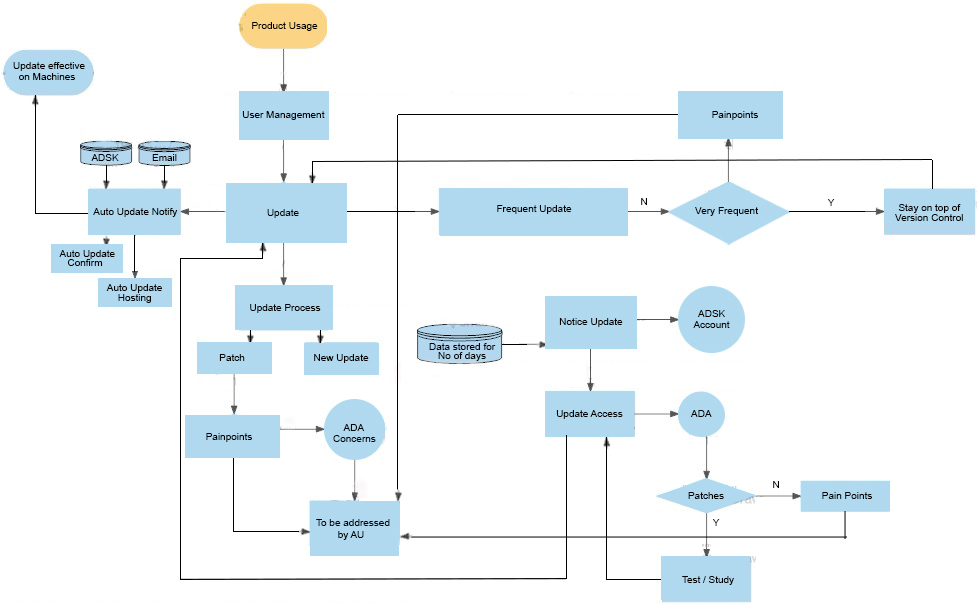 Product Usage
Update effective
on Machines
User Management
Painpoints
ADSK
Email
Auto Update Notify
Update
Frequent Update
N
Very Frequent
Y
Stay on top of
Version Control
Auto Update
Confirm
Auto Update
Hosting
Update Process
Notice Update
ADSK
Account
Data stored for
No of days
Patch
New Update
Update Access
ADA
Painpoints
ADA
Concerns
Patches
N
Pain Points
Y
To be addressed
by AU
Test / Study